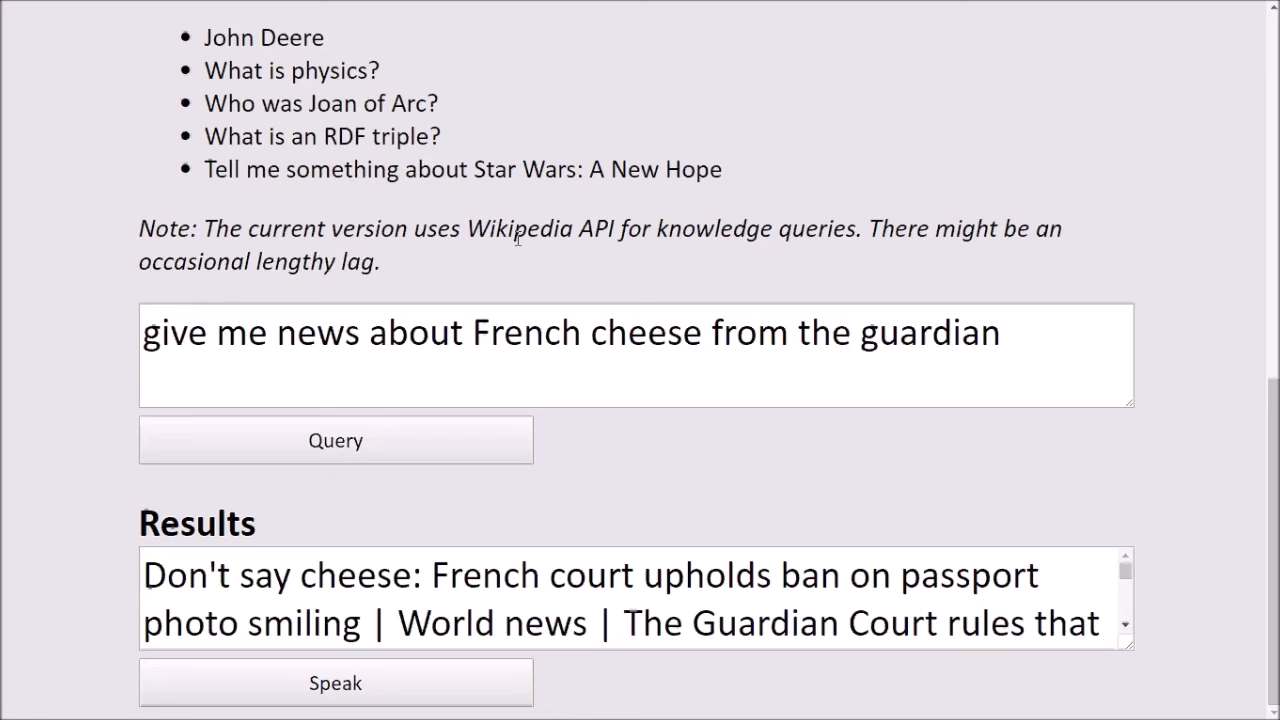 John Deere
What is physics?
Who was Joan of Arc?
What is an RDF triple?
Tell me something about Star Wars: A New Hope
Note: The current version uses Wikipedia API for knowledge queries. There might be an
occasional lengthy lag.
give me news about French cheese from the guardian
Query
Results
Don't say cheese: French court upholds ban on passport
photo smiling | World news | The Guardian Court rules that
Speak